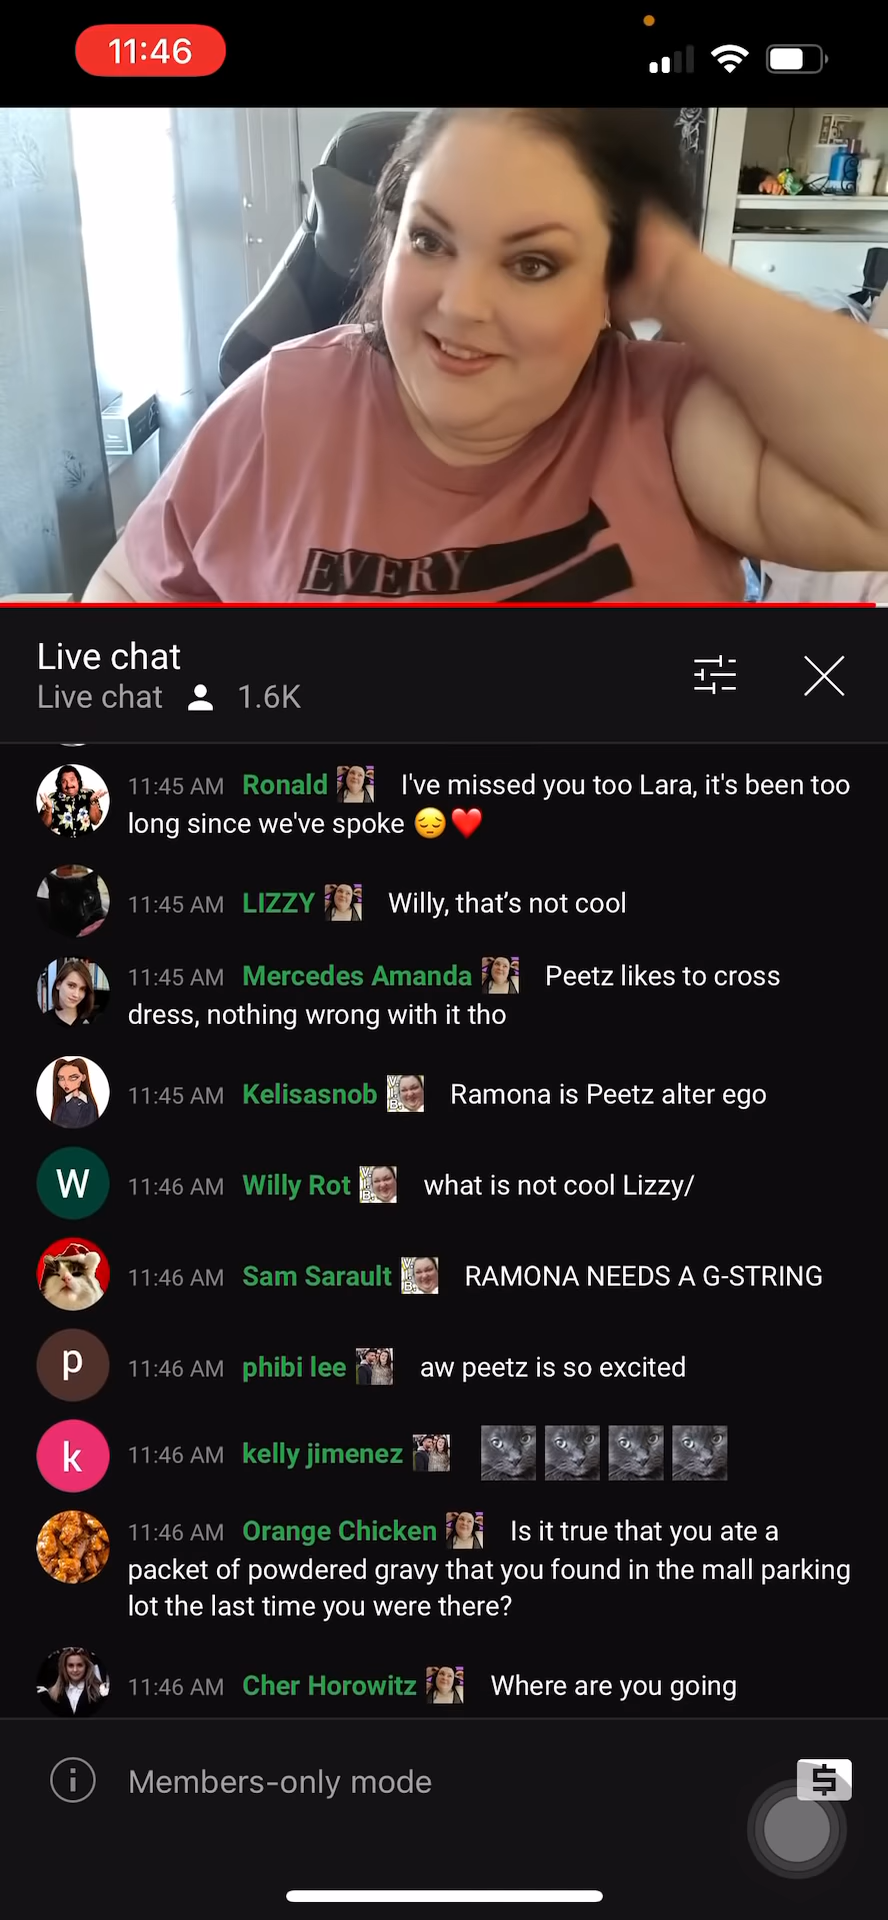 11:46
EVERY
Live chat
Live chat 1.6K
11:45 AM Ronald I've missed you too Lara, it's been too
long since we've spoke 😔❤️
11:45 AM LIZZY Willy, that’s not cool
11:45 AM Mercedes Amanda Peetz likes to cross
dress, nothing wrong with it tho
11:45 AM Kelisasnob Ramona is Peetz alter ego
W
11:46 AM Willy Rot what is not cool Lizzy/
11:46 AM Sam Sarault RAMONA NEEDS A G-STRING
p
11:46 AM phibi lee aw peetz is so excited
k
11:46 AM kelly jimenez
11:46 AM Orange Chicken Is it true that you ate a
packet of powdered gravy that you found in the mall parking
lot the last time you were there?
11:46 AM Cher Horowitz Where are you going
Members-only mode
$